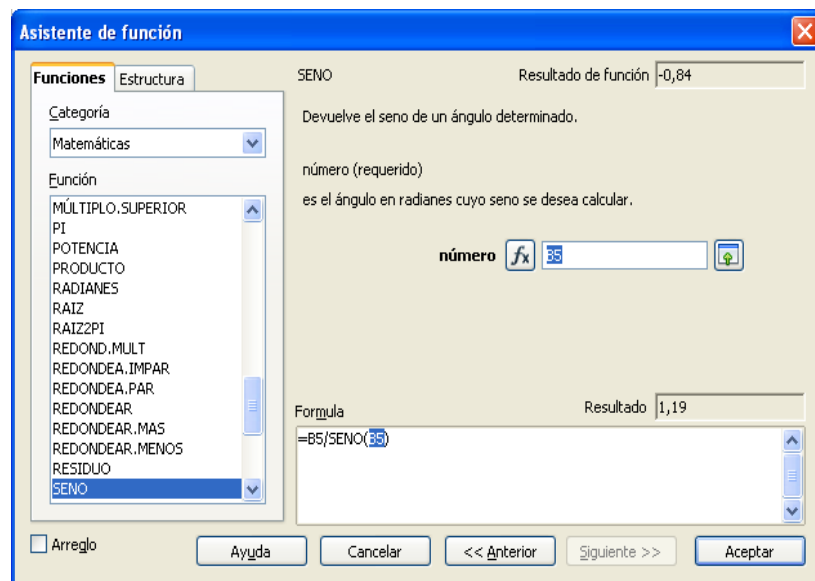 Asistente de función
Funciones
Estructura
Categoría
Matemáticas
Función
MÚLTIPLO.SUPERIOR
PI
POTENCIA
PRODUCTO
RADIANES
RAIZ
RAIZ2PI
REDOND.MULT
REDONDEA.IMPAR
REDONDEA.PAR
REDONDEAR
REDONDEAR.MAS
REDONDEAR.MENOS
RESIDUO
SENO
SENO
Resultado de función -0,84
Devuelve el seno de un ángulo determinado.
número (requerido)
es el ángulo en radianes cuyo seno se desea calcular.
número fx B5
Formula
Resultado 1,19
=B5/SENO(B5)
Arreglo
Ayuda
Cancelar
<< Anterior
Siguiente >>
Aceptar